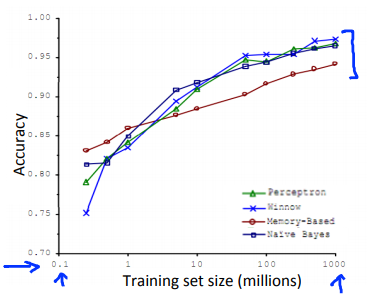 1.00
0.95
0.90
0.85
0.80
0.75
0.70
Accuracy
0.1 1 10 100 1000
Training set size (millions)
Perceptron
Winnow
Memory-Based
Naïve Bayes